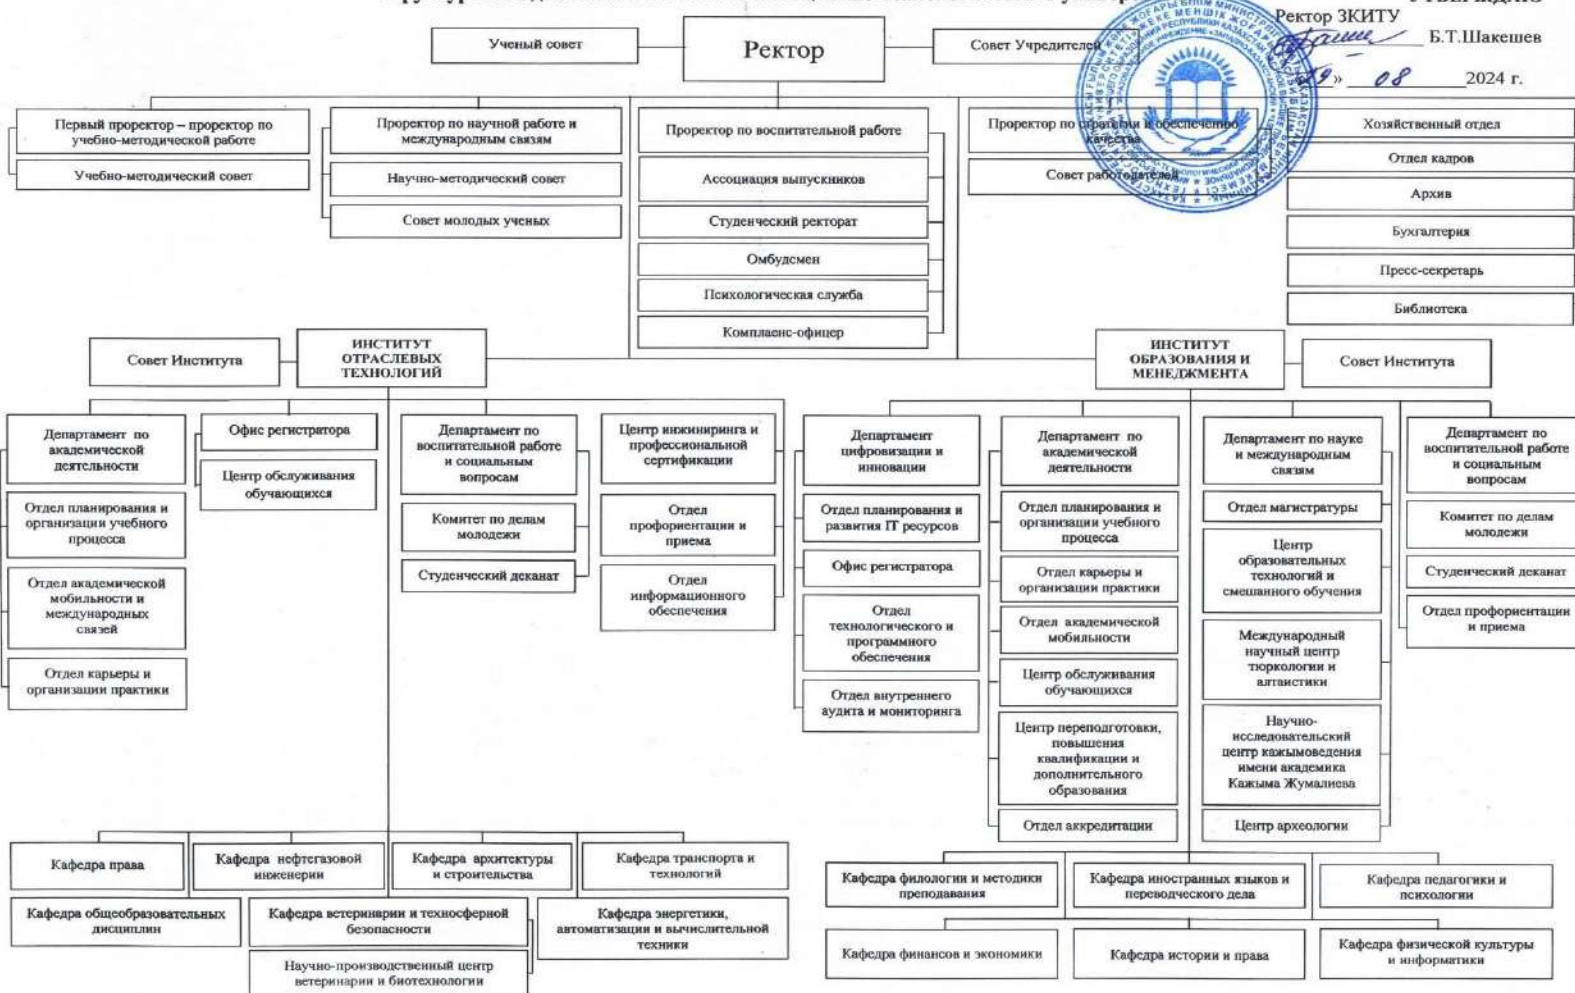 Ректор ЗКИТУ
Б.Т.Шакешев
» 08 2024 г.
Ученый совет
Ректор
Совет Учредителей
Первый проректор – проректор по
учебно-методической работе
Учебно-методический совет
Проректор по научной работе и
международным связям
Научно-методический совет
Совет молодых ученых
Проректор по воспитательной работе
Ассоциация выпускников
Студенческий ректорат
Омбудсмен
Психологическая служба
Комплаенс-офицер
Проректор по стратегии и обеспечению
качества
Совет работодателей
Хозяйственный отдел
Отдел кадров
Архив
Бухгалтерия
Пресс-секретарь
Библиотека
Совет Института
ИНСТИТУТ
ОТРАСЛЕВЫХ
ТЕХНОЛОГИЙ
ИНСТИТУТ
ОБРАЗОВАНИЯ И
МЕНЕДЖМЕНТА
Совет Института
Департамент по
академической
деятельности
Отдел планирования и
организации учебного
процесса
Отдел академической
мобильности и
международных
связей
Отдел карьеры и
организации практики
Офис регистратора
Центр обслуживания
обучающихся
Департамент по
воспитательной работе
и социальным
вопросам
Комитет по делам
молодежи
Студенческий деканат
Центр инжиниринга и
профессиональной
сертификации
Отдел
профориентации и
приема
Отдел
информационного
обеспечения
Департамент
цифровизации и
инновации
Отдел планирования и
развития IT ресурсов
Офис регистратора
Отдел
технологического и
программного
обеспечения
Отдел внутреннего
аудита и мониторинга
Департамент по
академической
деятельности
Отдел планирования и
организации учебного
процесса
Отдел карьеры и
организации практики
Отдел академической
мобильности
Центр обслуживания
обучающихся
Центр переподготовки,
повышения
квалификации и
дополнительного
образования
Отдел аккредитации
Департамент по науке
и международным
связям
Отдел магистратуры
Центр
образовательных
технологий и
смешанного обучения
Международный
научный центр
тюркологии и
алтаистики
Научно-
исследовательский
центр кажымоведения
имени академика
Кажыма Жумалиева
Центр археологии
Департамент по
воспитательной работе
и социальным
вопросам
Комитет по делам
молодежи
Студенческий деканат
Отдел профориентации
и приема
Кафедра права
Кафедра нефтегазовой
инженерии
Кафедра архитектуры
и строительства
Кафедра транспорта и
технологий
Кафедра общеобразовательных
дисциплин
Кафедра ветеринарии и техносферной
безопасности
Кафедра энергетики,
автоматизации и вычислительной
техники
Научно-производственный центр
ветеринарии и биотехнологии
Кафедра филологии и методики
преподавания
Кафедра иностранных языков и
переводческого дела
Кафедра педагогики и
психологии
Кафедра финансов и экономики
Кафедра истории и права
Кафедра физической культуры
и информатики